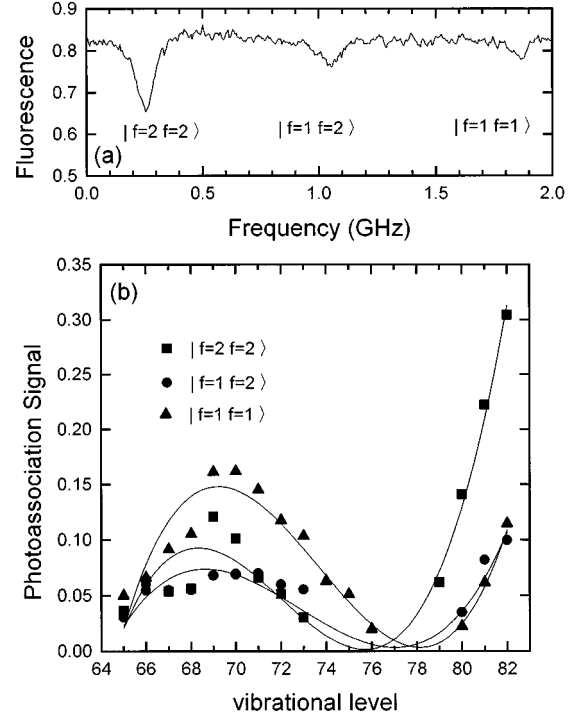 0.9
0.8
0.7
0.6
0.5
Fluorescence
| f=2 f=2 ⟩ | f=1 f=2 ⟩ | f=1 f=1 ⟩
(a)
0.0 0.5 1.0 1.5 2.0
Frequency (GHz)
0.35
0.30
0.25
0.20
0.15
0.10
0.05
0.00
Photoassociation Signal
(b)
| f=2 f=2 ⟩
| f=1 f=2 ⟩
| f=1 f=1 ⟩
64 66 68 70 72 74 76 78 80 82
vibrational level